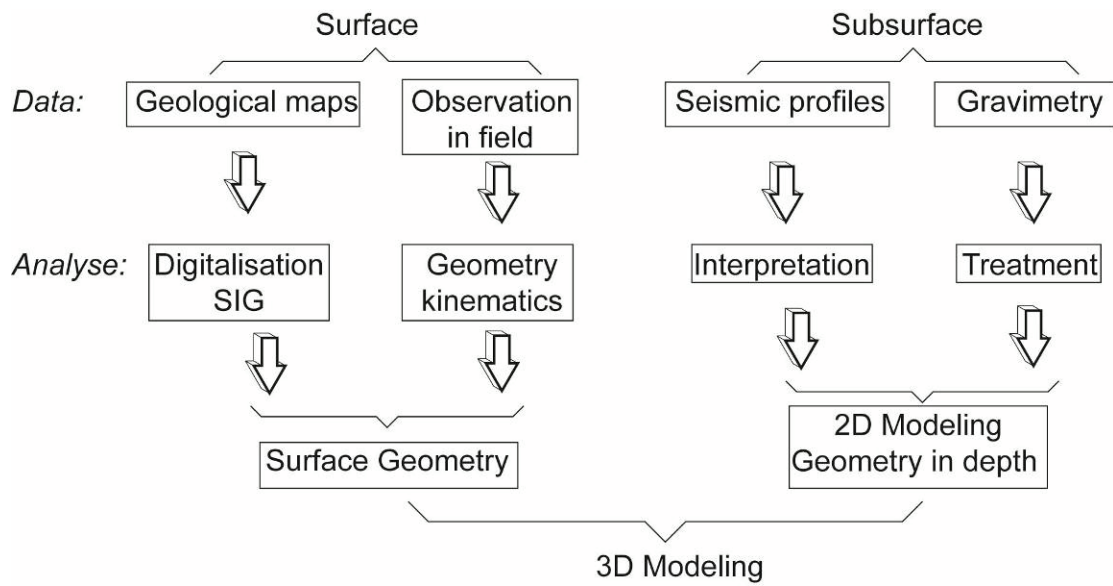 Surface
Subsurface
Data:
Geological maps
Observation
in field
Seismic profiles
Gravimetry
Analyse:
Digitalisation
SIG
Geometry
kinematics
Interpretation
Treatment
Surface Geometry
2D Modeling
Geometry in depth
3D Modeling